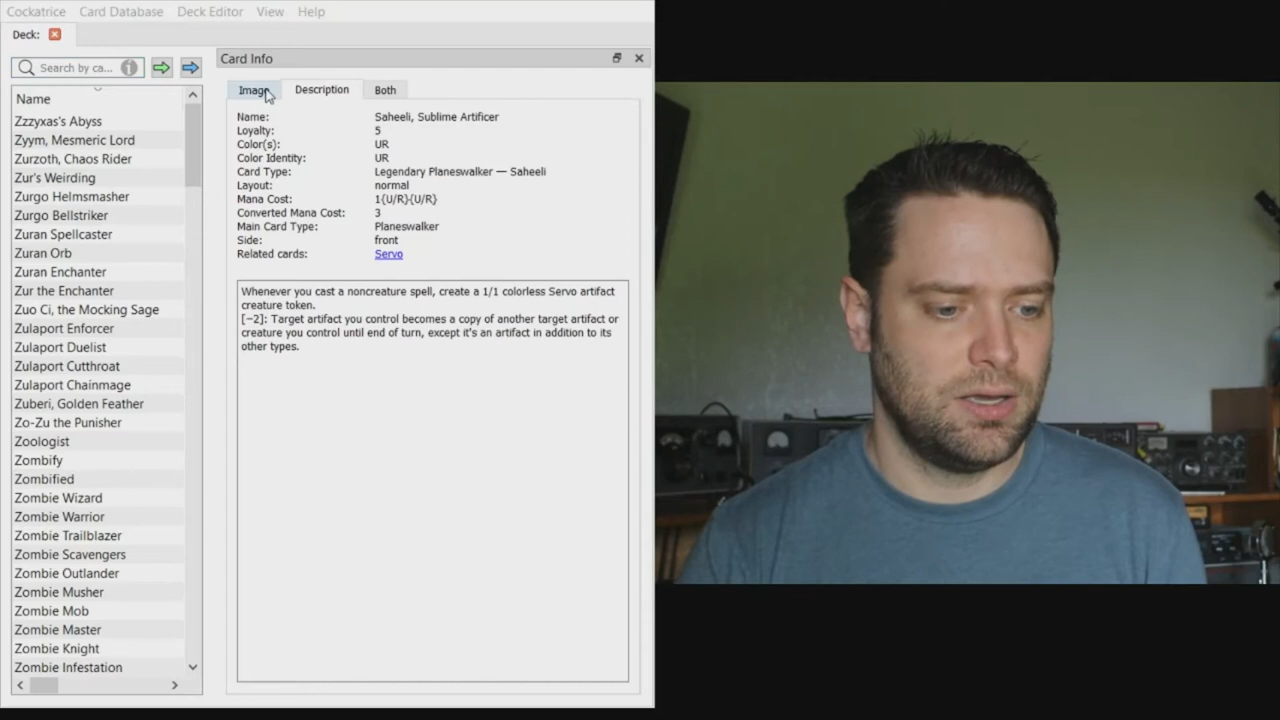 Cockatrice Card Database Deck Editor View Help
Deck:
Search by ca...
Card Info
Image Description Both
Name
Zzzyxas's Abyss
Zyym, Mesmeric Lord
Zurzoth, Chaos Rider
Zur's Weirding
Zurgo Helmsmasher
Zurgo Bellstriker
Zuran Spellcaster
Zuran Orb
Zuran Enchanter
Zur the Enchanter
Zuo Ci, the Mocking Sage
Zulaport Enforcer
Zulaport Duelist
Zulaport Cutthroat
Zulaport Chainmage
Zuberi, Golden Feather
Zo-Zu the Punisher
Zoologist
Zombify
Zombified
Zombie Wizard
Zombie Warrior
Zombie Trailblazer
Zombie Scavengers
Zombie Outlander
Zombie Musher
Zombie Mob
Zombie Master
Zombie Knight
Zombie Infestation
Name: Saheeli, Sublime Artificer
Loyalty: 5
Color(s): UR
Color Identity: UR
Card Type: Legendary Planeswalker — Saheeli
Layout: normal
Mana Cost: 1{U/R}{U/R}
Converted Mana Cost: 3
Main Card Type: Planeswalker
Side: front
Related cards: Servo
Whenever you cast a noncreature spell, create a 1/1 colorless Servo artifact
creature token.
[−2]: Target artifact you control becomes a copy of another target artifact or
creature you control until end of turn, except it's an artifact in addition to its
other types.